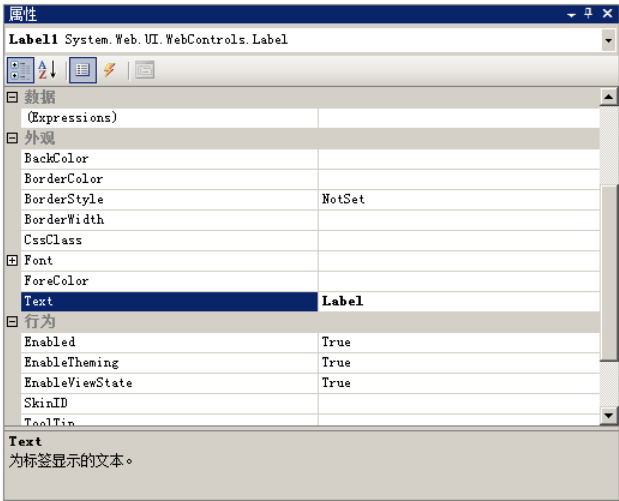 属性
Label1 System.Web.UI.WebControls.Label
数据
(Expressions)
外观
BackColor
BorderColor
BorderStyle NotSet
BorderWidth
CssClass
Font
ForeColor
Text Label
行为
Enabled True
EnableTheming True
EnableViewState True
SkinID
ToolTip
Text
为标签显示的文本。